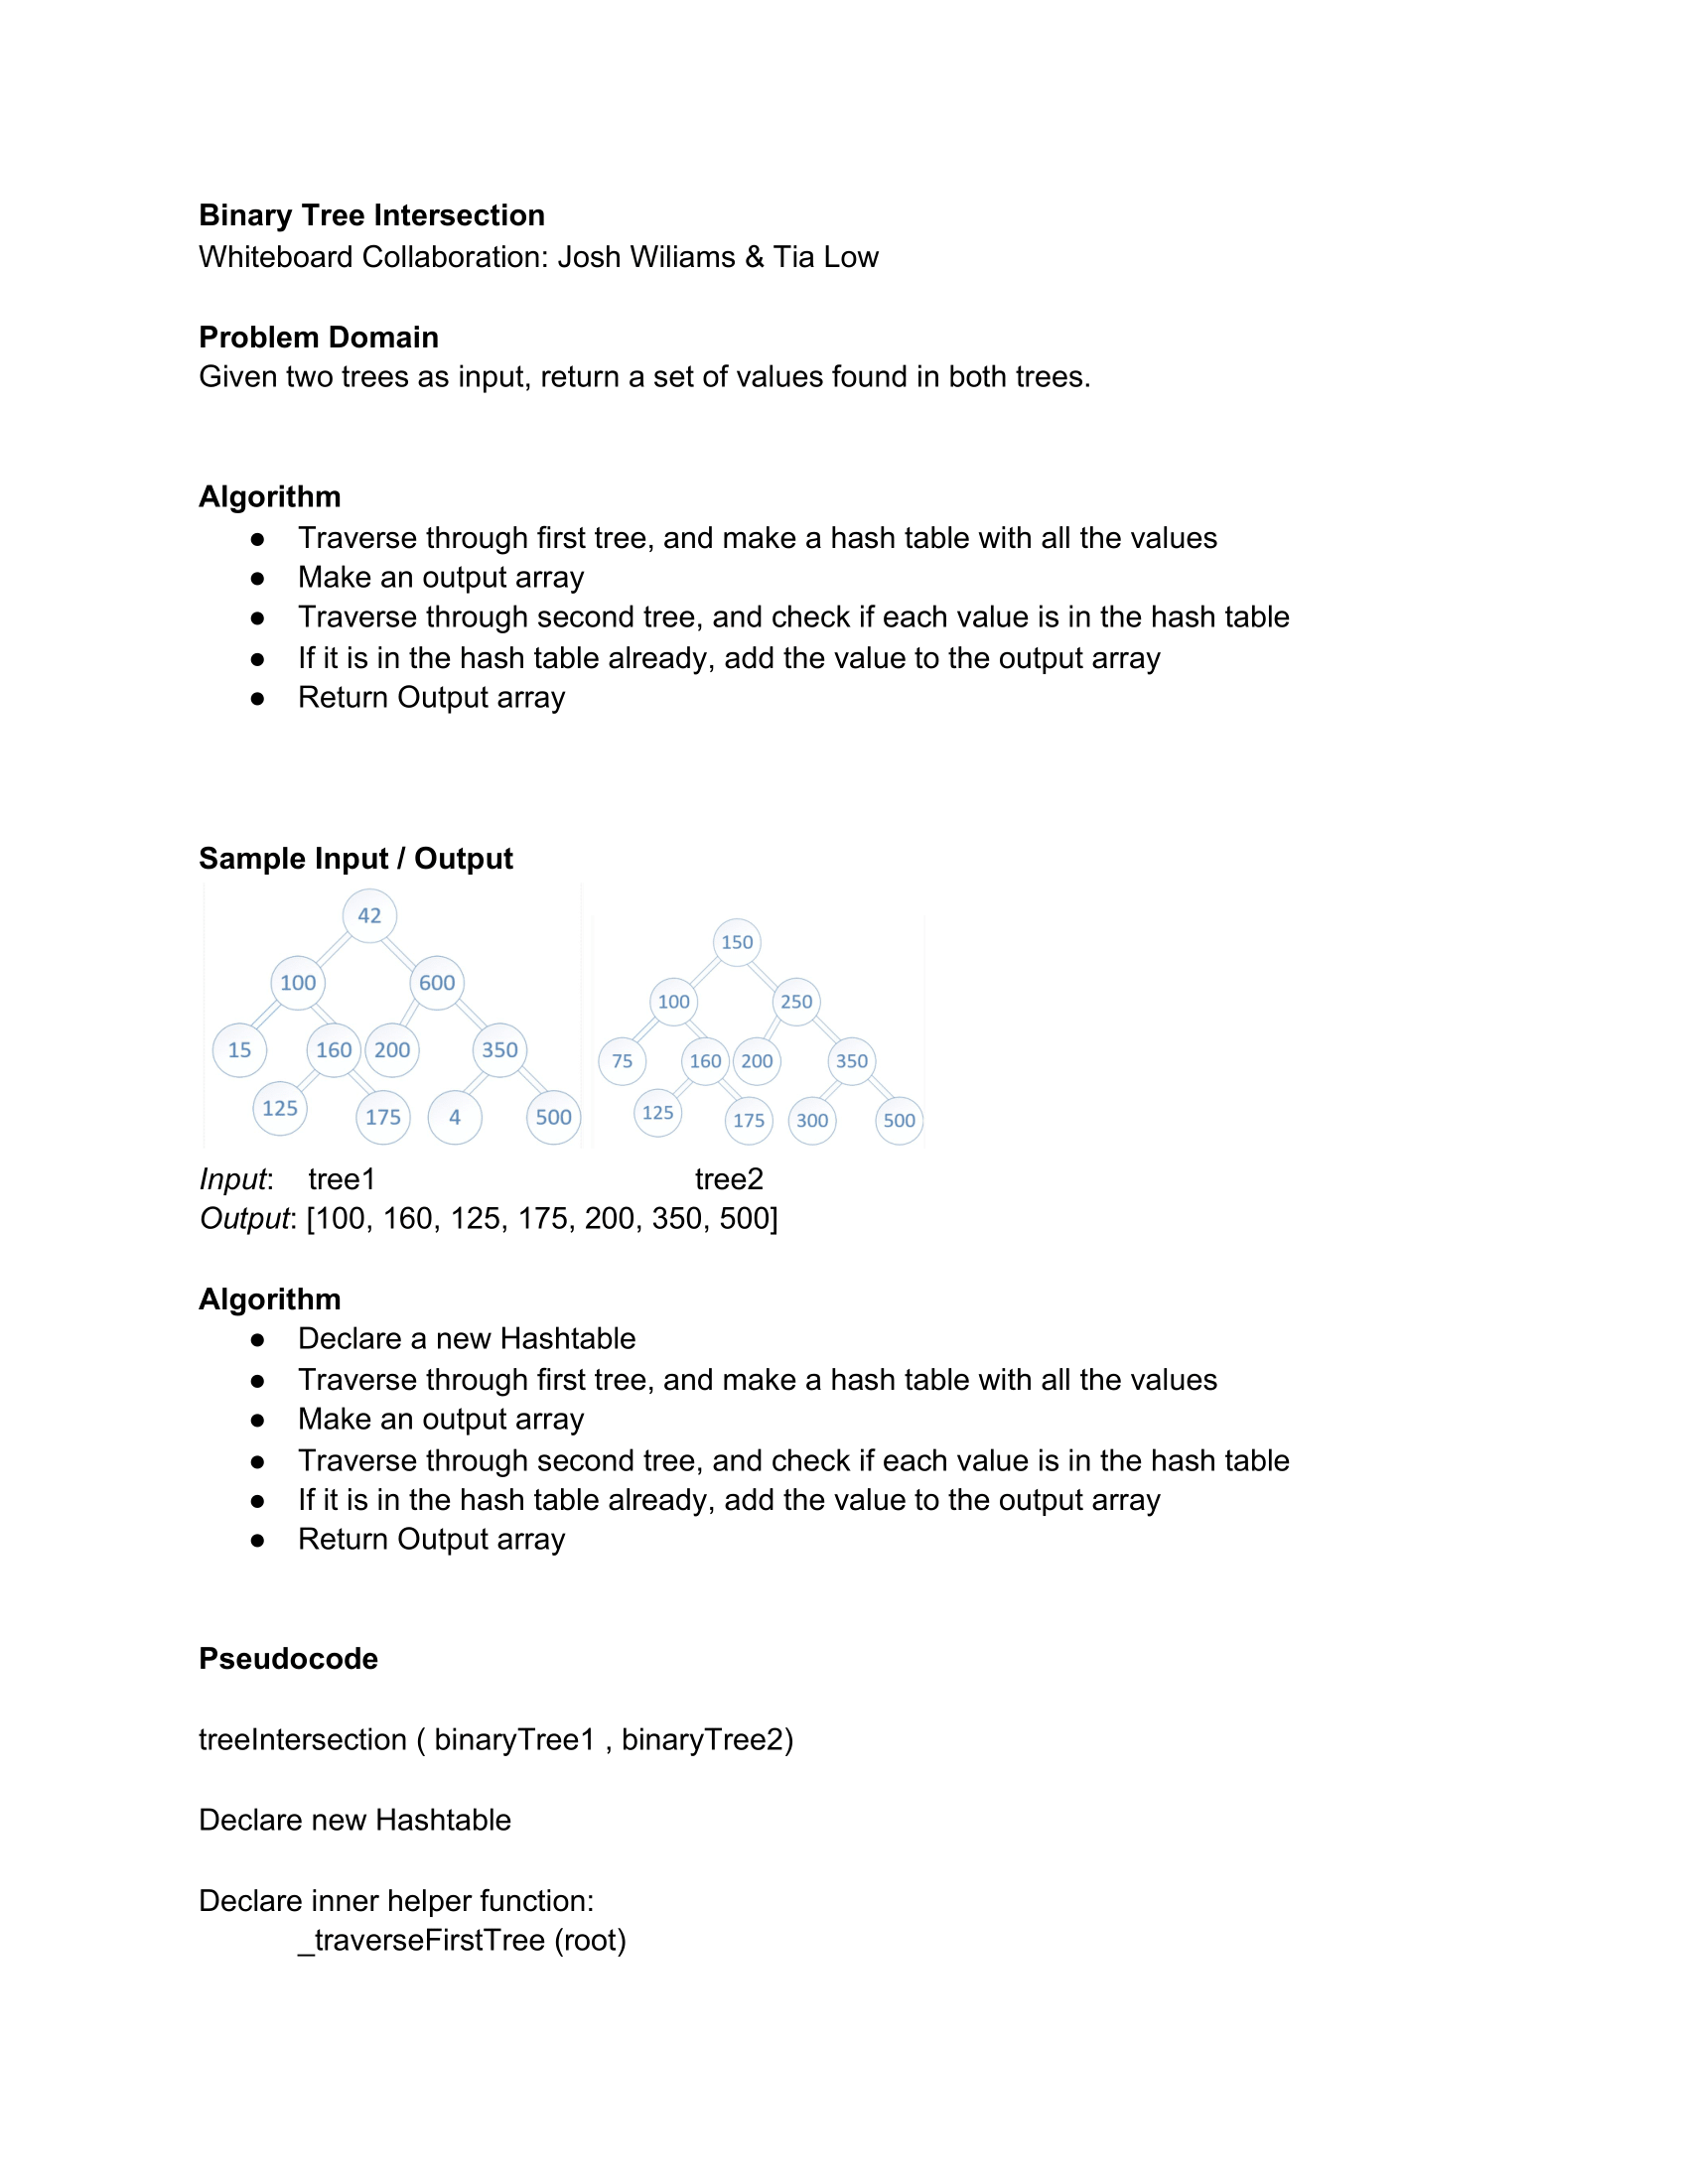 Binary Tree Intersection
Whiteboard Collaboration: Josh Wiliams & Tia Low
Problem Domain
Given two trees as input, return a set of values found in both trees.
Algorithm
● Traverse through first tree, and make a hash table with all the values
● Make an output array
● Traverse through second tree, and check if each value is in the hash table
● If it is in the hash table already, add the value to the output array
● Return Output array
Sample Input / Output
42
100 600
15 160 200 350
125 175 4 500
150
100 250
75 160 200 350
125 175 300 500
Input: tree1 tree2
Output: [100, 160, 125, 175, 200, 350, 500]
Algorithm
● Declare a new Hashtable
● Traverse through first tree, and make a hash table with all the values
● Make an output array
● Traverse through second tree, and check if each value is in the hash table
● If it is in the hash table already, add the value to the output array
● Return Output array
Pseudocode
treeIntersection ( binaryTree1 , binaryTree2)
Declare new Hashtable
Declare inner helper function:
_traverseFirstTree (root)